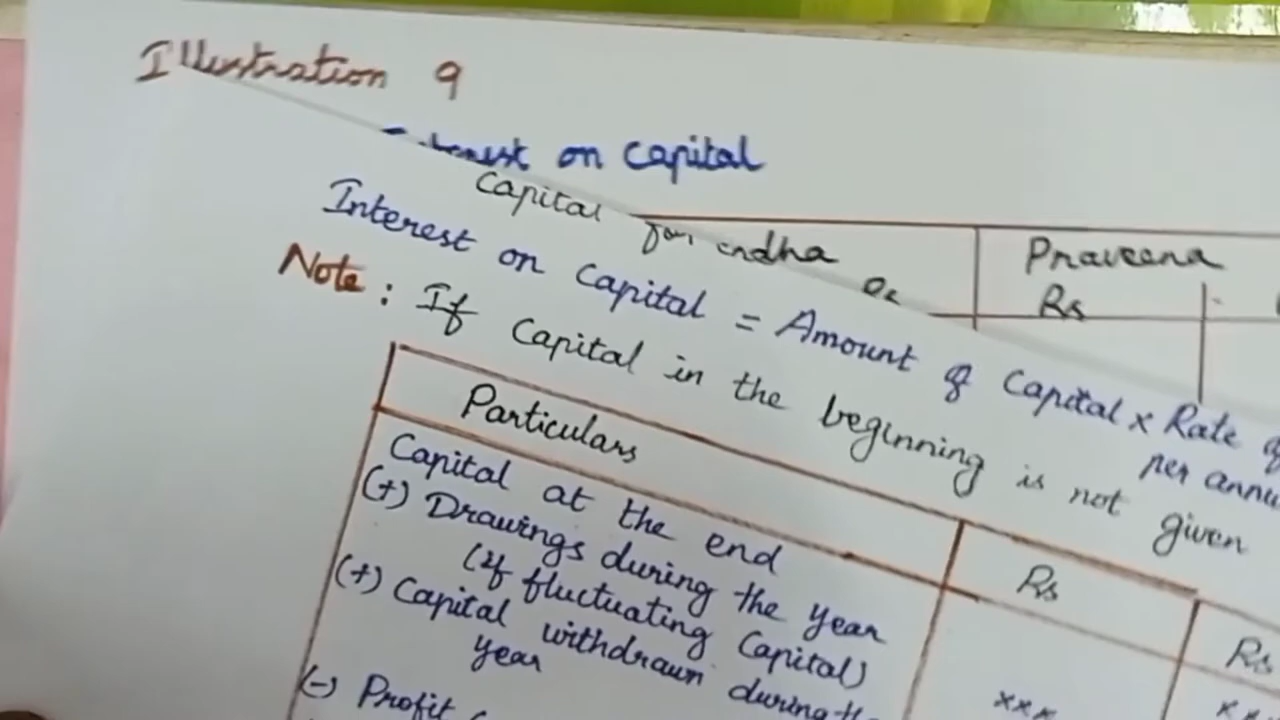 Illustration 9
on capital
Capital
endha
Praveena
Rs
Interest on Capital = Amount of Capital x Rate
per
Note : If Capital in the beginning is not given
Particulars
Rs
Rs
Capital at the end
(+) Drawings during the year
(If fluctuating Capital)
(+) Capital withdrawn during
year
xxx
(-) Profit